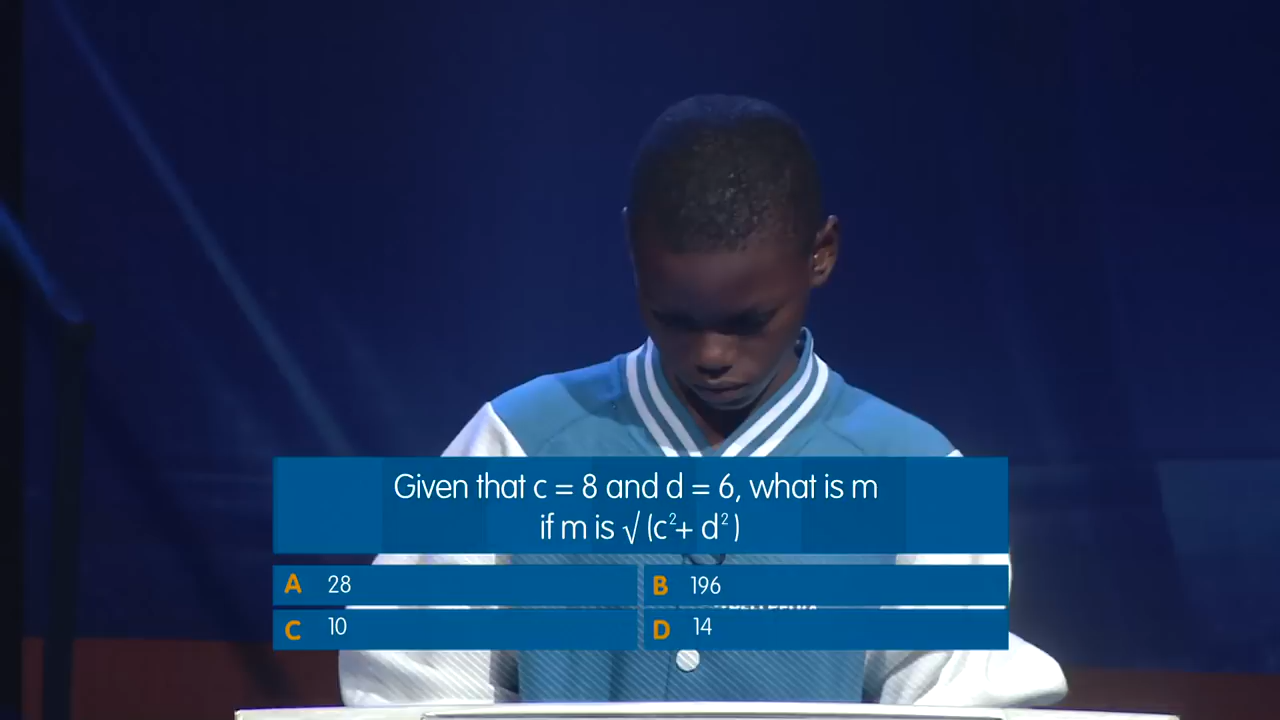 Given that c = 8 and d = 6, what is m
if m is √ (c²+ d²)
A 28
B 196
C 10
D 14